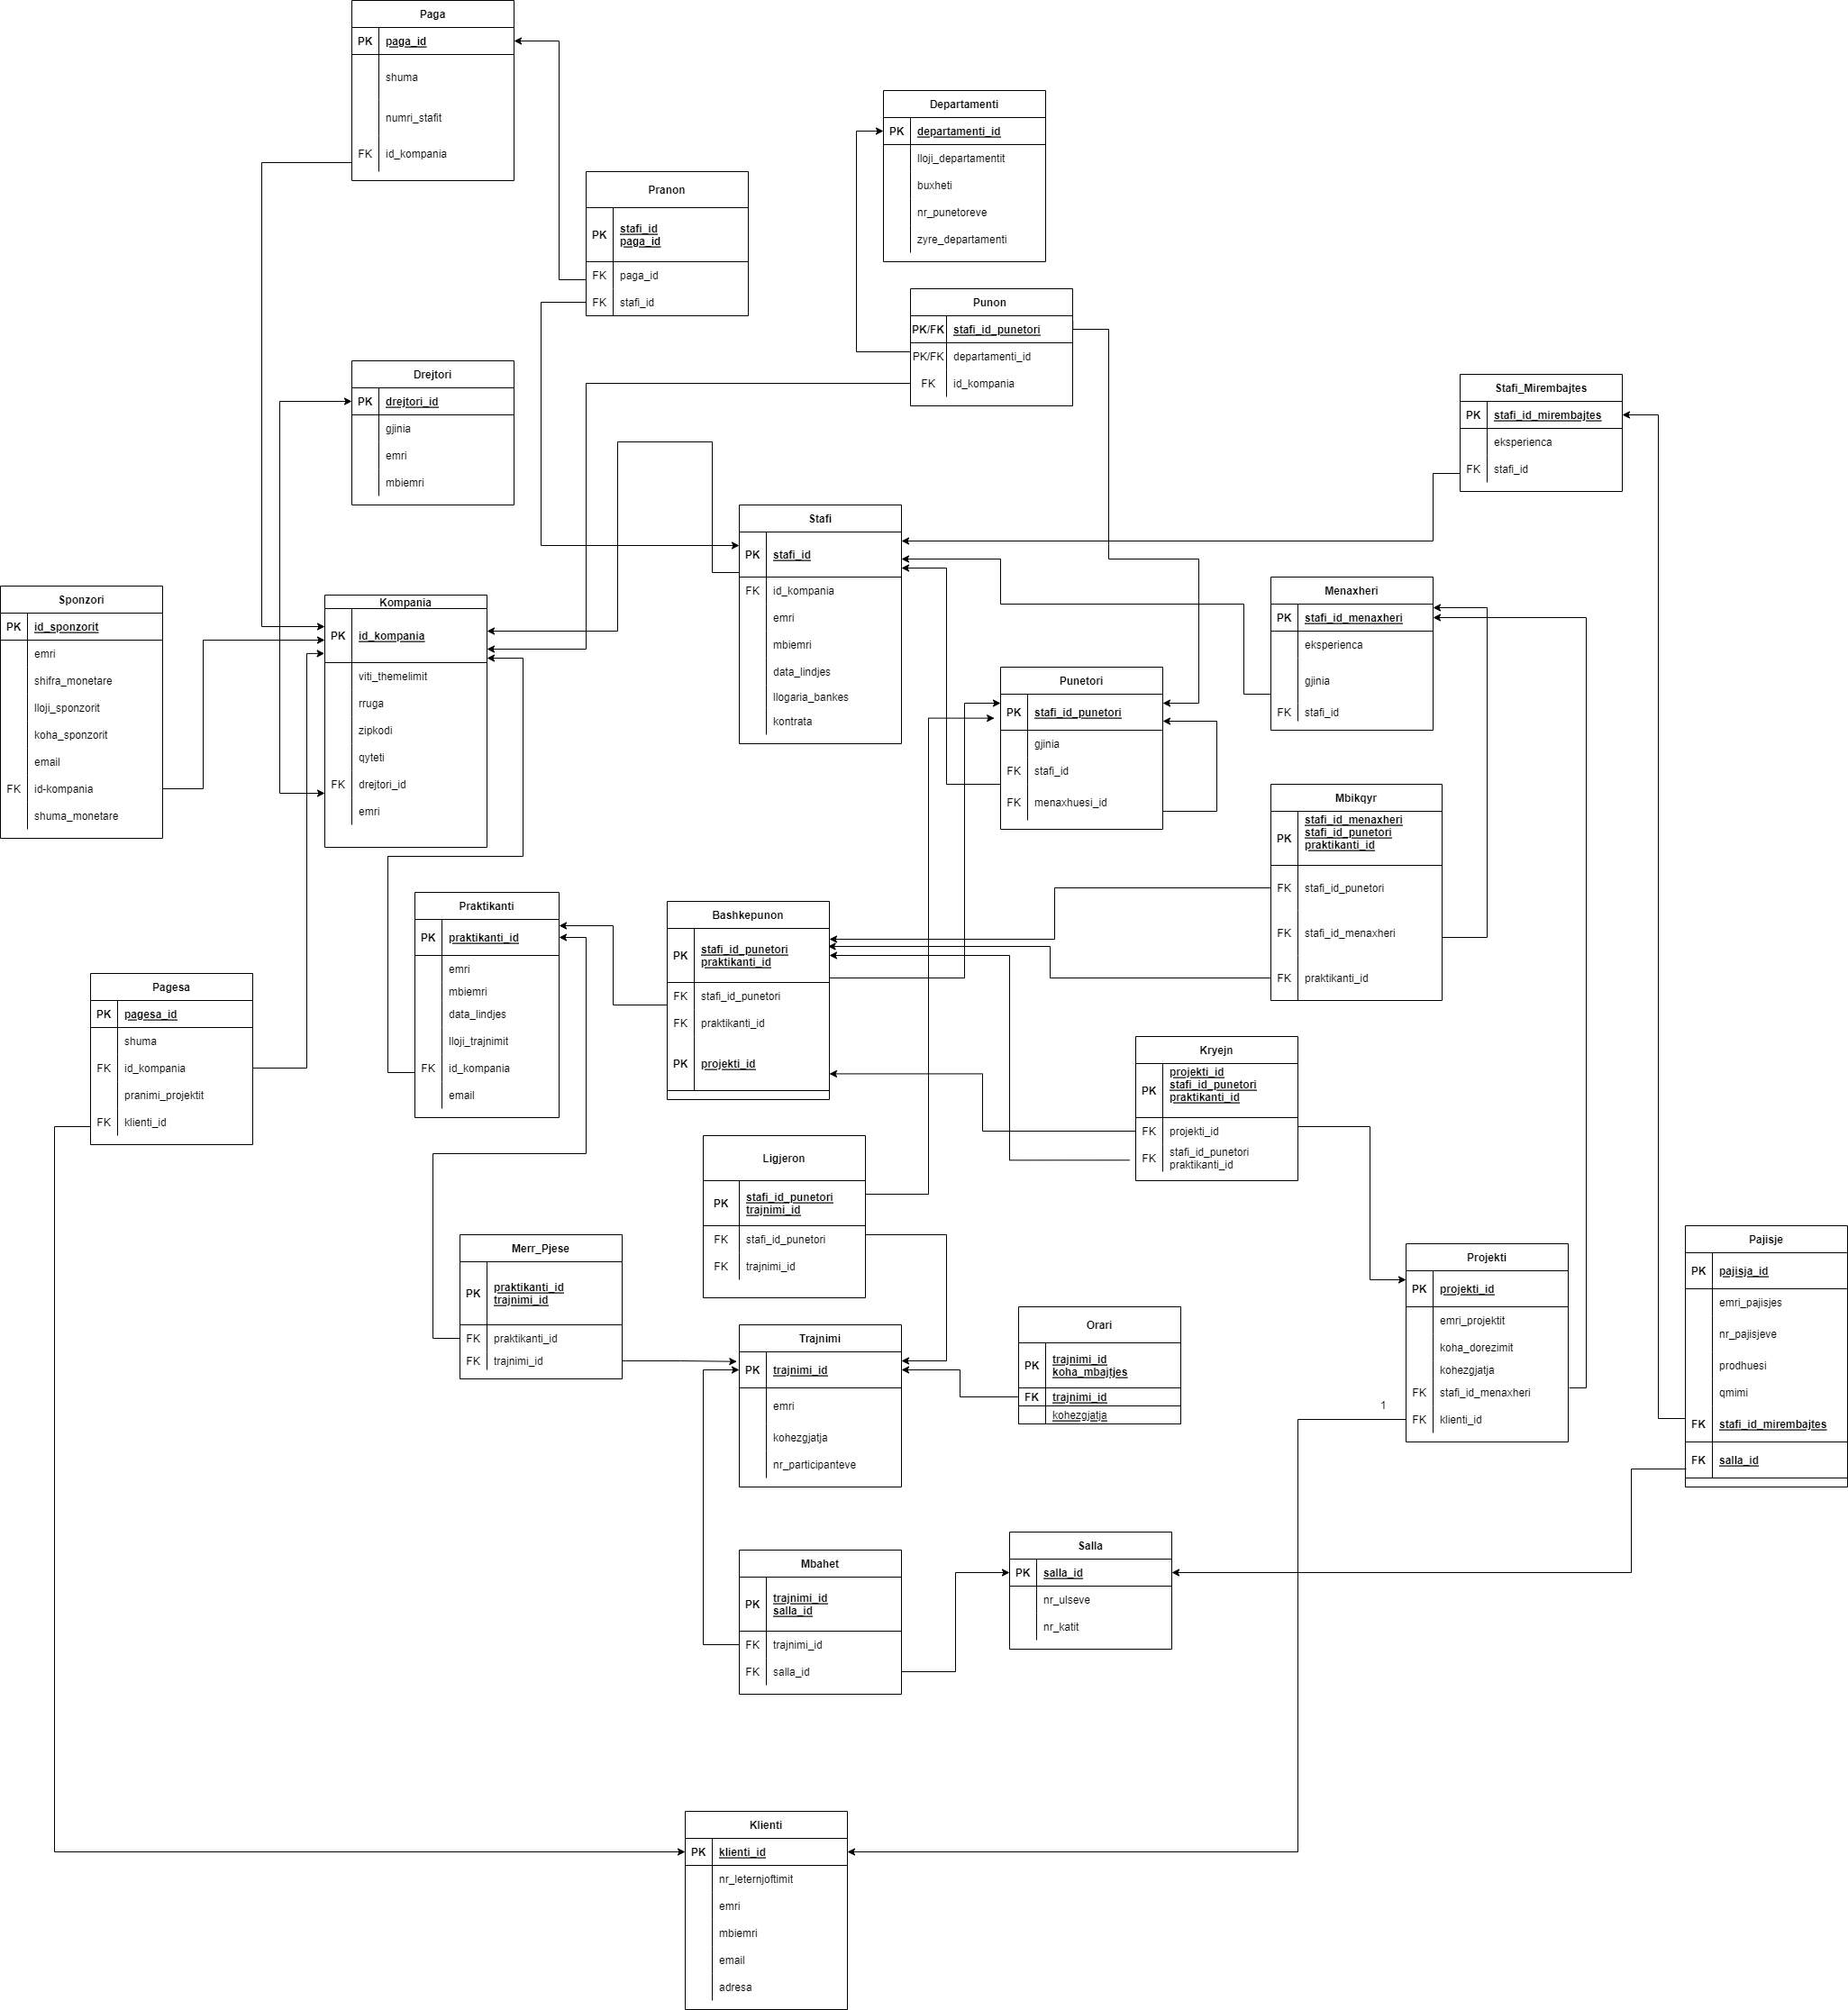 Paga
PK paga_id
shuma
numri_stafit
FK id_kompania
Departamenti
PK departamenti_id
lloji_departamentit
buxheti
nr_punetoreve
zyre_departamenti
Pranon
PK stafi_id
paga_id
FK paga_id
FK stafi_id
Punon
PK/FK stafi_id_punetori
PK/FK departamenti_id
FK id_kompania
Drejtori
PK drejtori_id
gjinia
emri
mbiemri
Stafi_Mirembajtes
PK stafi_id_mirembajtes
eksperienca
FK stafi_id
Stafi
PK stafi_id
FK id_kompania
emri
mbiemri
data_lindjes
llogaria_bankes
kontrata
Sponzori
PK id_sponzorit
emri
shifra_monetare
lloji_sponzorit
koha_sponzorit
email
FK id-kompania
shuma_monetare
Kompania
PK id_kompania
viti_themelimit
rruga
zipkodi
qyteti
FK drejtori_id
emri
Menaxheri
PK stafi_id_menaxheri
eksperienca
gjinia
FK stafi_id
Punetori
PK stafi_id_punetori
gjinia
FK stafi_id
FK menaxhuesi_id
Mbikqyr
PK stafi_id_menaxheri
stafi_id_punetori
praktikanti_id
FK stafi_id_punetori
FK stafi_id_menaxheri
FK praktikanti_id
Praktikanti
PK praktikanti_id
emri
mbiemri
data_lindjes
lloji_trajnimit
FK id_kompania
email
Bashkepunon
PK stafi_id_punetori
praktikanti_id
FK stafi_id_punetori
FK praktikanti_id
PK projekti_id
Pagesa
PK pagesa_id
shuma
FK id_kompania
pranimi_projektit
FK klienti_id
Kryejn
PK projekti_id
stafi_id_punetori
praktikanti_id
FK projekti_id
FK stafi_id_punetori
praktikanti_id
Ligjeron
PK stafi_id_punetori
trajnimi_id
FK stafi_id_punetori
FK trajnimi_id
Merr_Pjese
PK praktikanti_id
trajnimi_id
FK praktikanti_id
FK trajnimi_id
Projekti
PK projekti_id
emri_projektit
koha_dorezimit
kohezgjatja
FK stafi_id_menaxheri
FK klienti_id
1
Pajisje
PK pajisja_id
emri_pajisjes
nr_pajisjeve
prodhuesi
qmimi
FK stafi_id_mirembajtes
FK salla_id
Trajnimi
PK trajnimi_id
emri
kohezgjatja
nr_participanteve
Orari
PK trajnimi_id
koha_mbajtjes
FK trajnimi_id
kohezgjatja
Mbahet
PK trajnimi_id
salla_id
FK trajnimi_id
FK salla_id
Salla
PK salla_id
nr_ulseve
nr_katit
Klienti
PK klienti_id
nr_leternjoftimit
emri
mbiemri
email
adresa